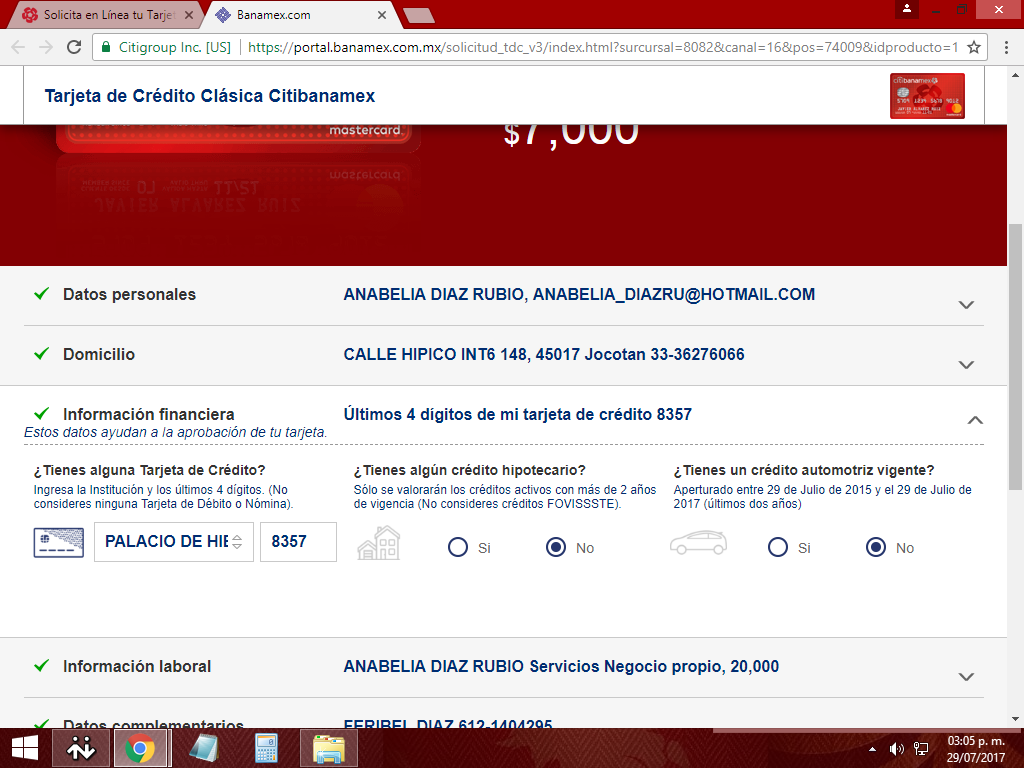 Solicita en Línea tu Tarjet
Banamex.com
Citigroup Inc. [US]
https://portal.banamex.com.mx/solicitud_tdc_v3/index.html?surcursal=8082&canal=16&pos=74009&idproducto=1
Tarjeta de Crédito Clásica Citibanamex
citibanamex
mastercard
$7,000
JAVIER ALVAREZ RUIZ
Datos personales
ANABELIA DIAZ RUBIO, ANABELIA_DIAZRU@HOTMAIL.COM
Domicilio
CALLE HIPICO INT6 148, 45017 Jocotan 33-36276066
Información financiera
Últimos 4 dígitos de mi tarjeta de crédito 8357
Estos datos ayudan a la aprobación de tu tarjeta.
¿Tienes alguna Tarjeta de Crédito?
Ingresa la Institución y los últimos 4 dígitos. (No
consideres ninguna Tarjeta de Débito o Nómina).
PALACIO DE HIE
8357
¿Tienes algún crédito hipotecario?
Sólo se valorarán los créditos activos con más de 2 años
de vigencia (No consideres créditos FOVISSSTE).
Si
No
¿Tienes un crédito automotriz vigente?
Aperturado entre 29 de Julio de 2015 y el 29 de Julio de
2017 (últimos dos años)
Si
No
Información laboral
ANABELIA DIAZ RUBIO Servicios Negocio propio, 20,000
Datos complementarios
FERIBEL DIAZ 612-1404295
03:05 p. m.
29/07/2017